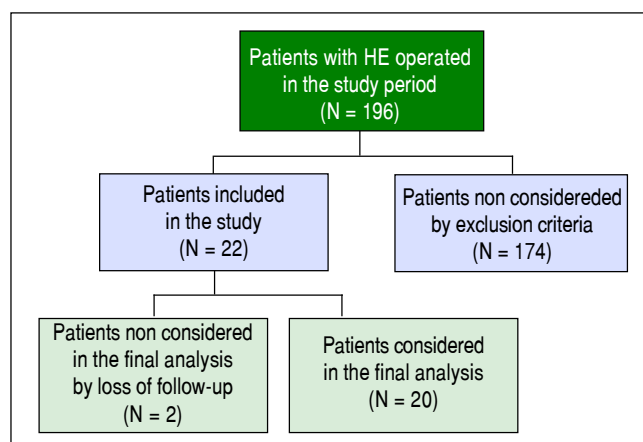 Patients with HE operated
in the study period
(N = 196)
Patients included
in the study
(N = 22)
Patients non considereded
by exclusion criteria
(N = 174)
Patients non considered
in the final analysis
by loss of follow-up
(N = 2)
Patients considered
in the final analysis
(N = 20)